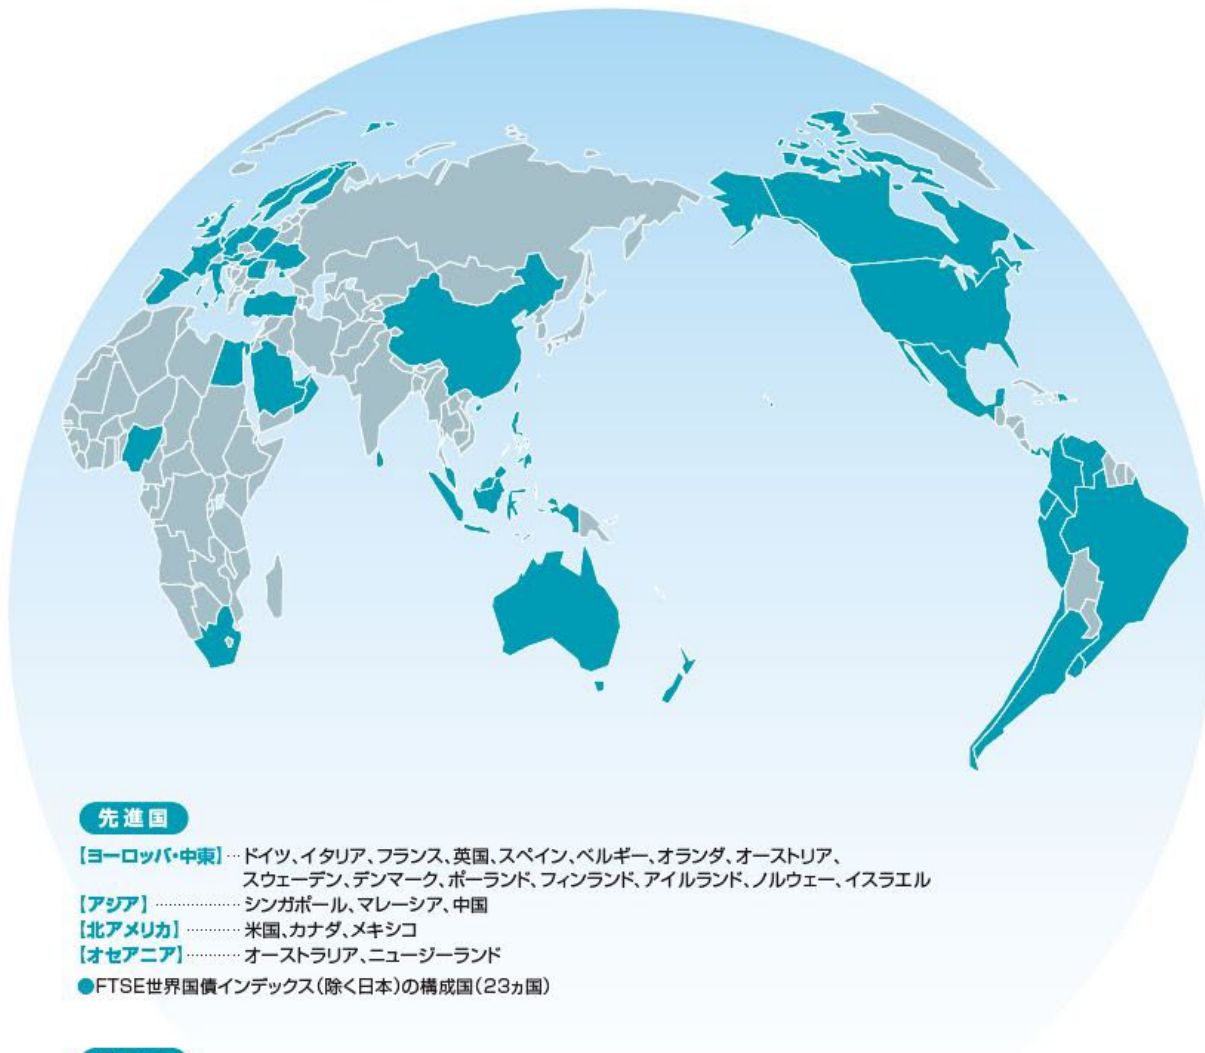 先進国
【ヨーロッパ・中東】…ドイツ、イタリア、フランス、英国、スペイン、ベルギー、オランダ、オーストリア、
スウェーデン、デンマーク、ポーランド、フィンランド、アイルランド、ノルウェー、イスラエル
【アジア】………………シンガポール、マレーシア、中国
【北アメリカ】…………米国、カナダ、メキシコ
【オセアニア】…………オーストラリア、ニュージーランド
●FTSE世界国債インデックス(除く日本)の構成国(23ヵ国)